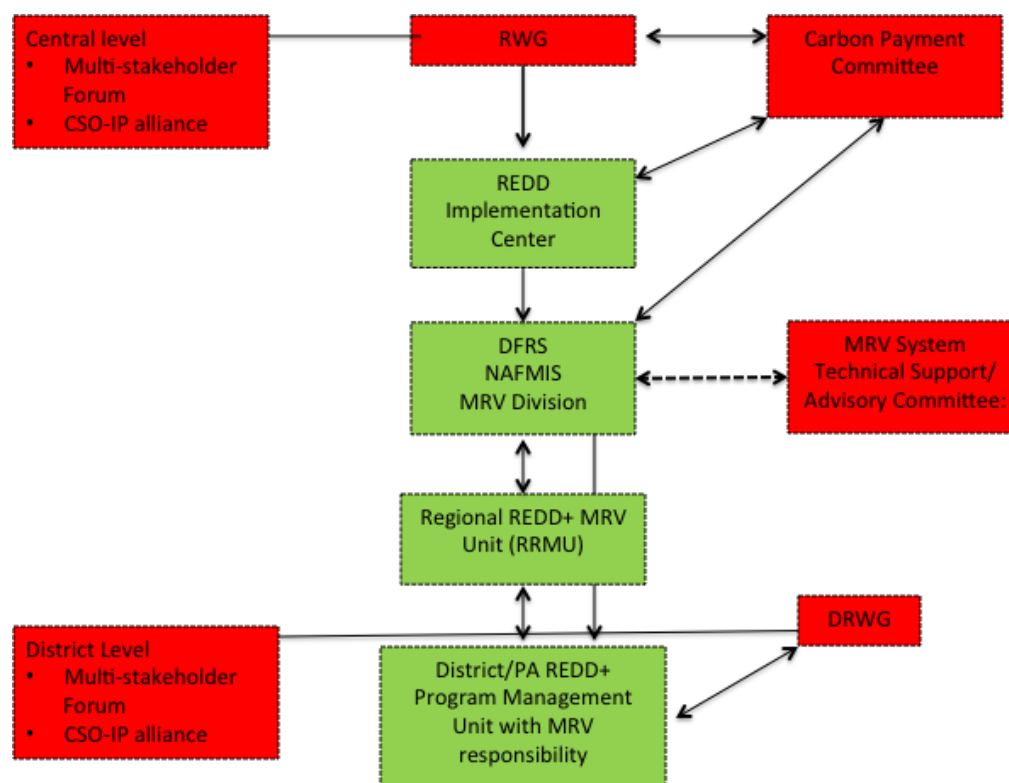 Central level
• Multi-stakeholder
Forum
• CSO-IP alliance
RWG
Carbon Payment
Committee
REDD
Implementation
Center
DFRS
NAFMIS
MRV Division
MRV System
Technical Support/
Advisory Committee:
Regional REDD+ MRV
Unit (RRMU)
DRWG
District Level
• Multi-stakeholder
Forum
• CSO-IP alliance
District/PA REDD+
Program Management
Unit with MRV
responsibility